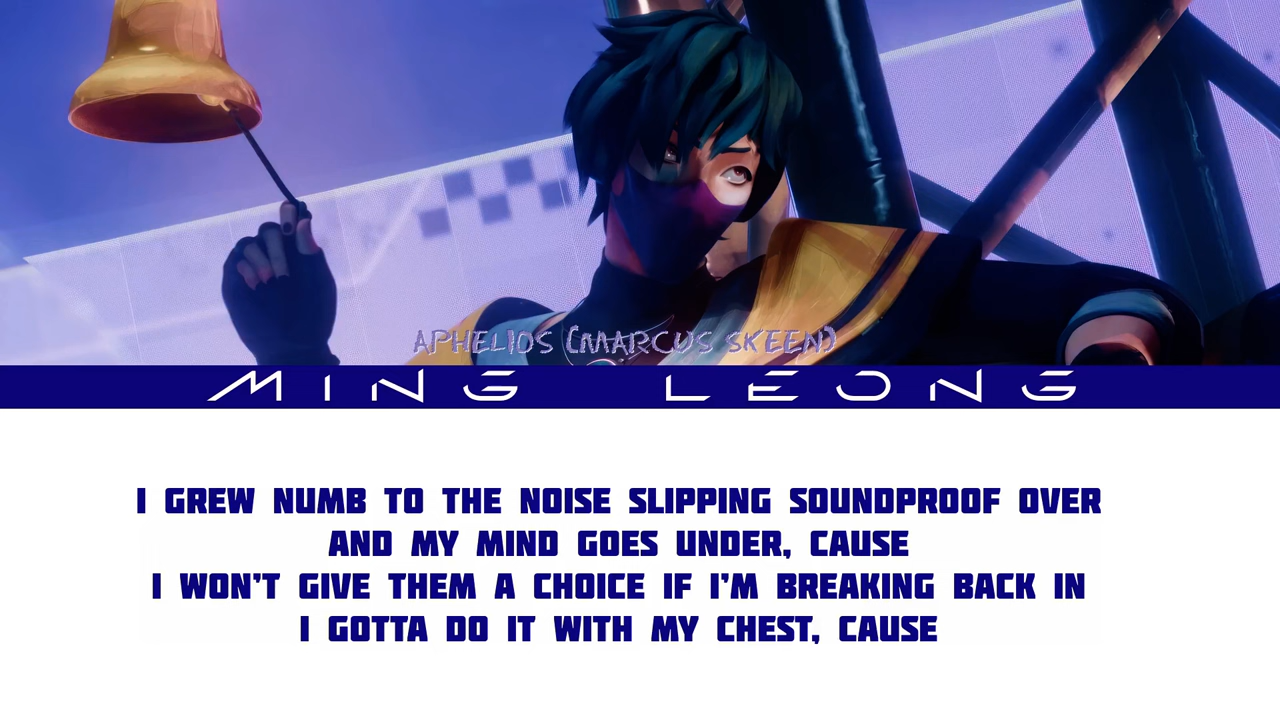 APHELIOS (MARCUS SKEEN)
MING LEONG
I GREW NUMB TO THE NOISE SLIPPING SOUNDPROOF OVER
AND MY MIND GOES UNDER, CAUSE
I WON'T GIVE THEM A CHOICE IF I'M BREAKING BACK IN
I GOTTA DO IT WITH MY CHEST, CAUSE